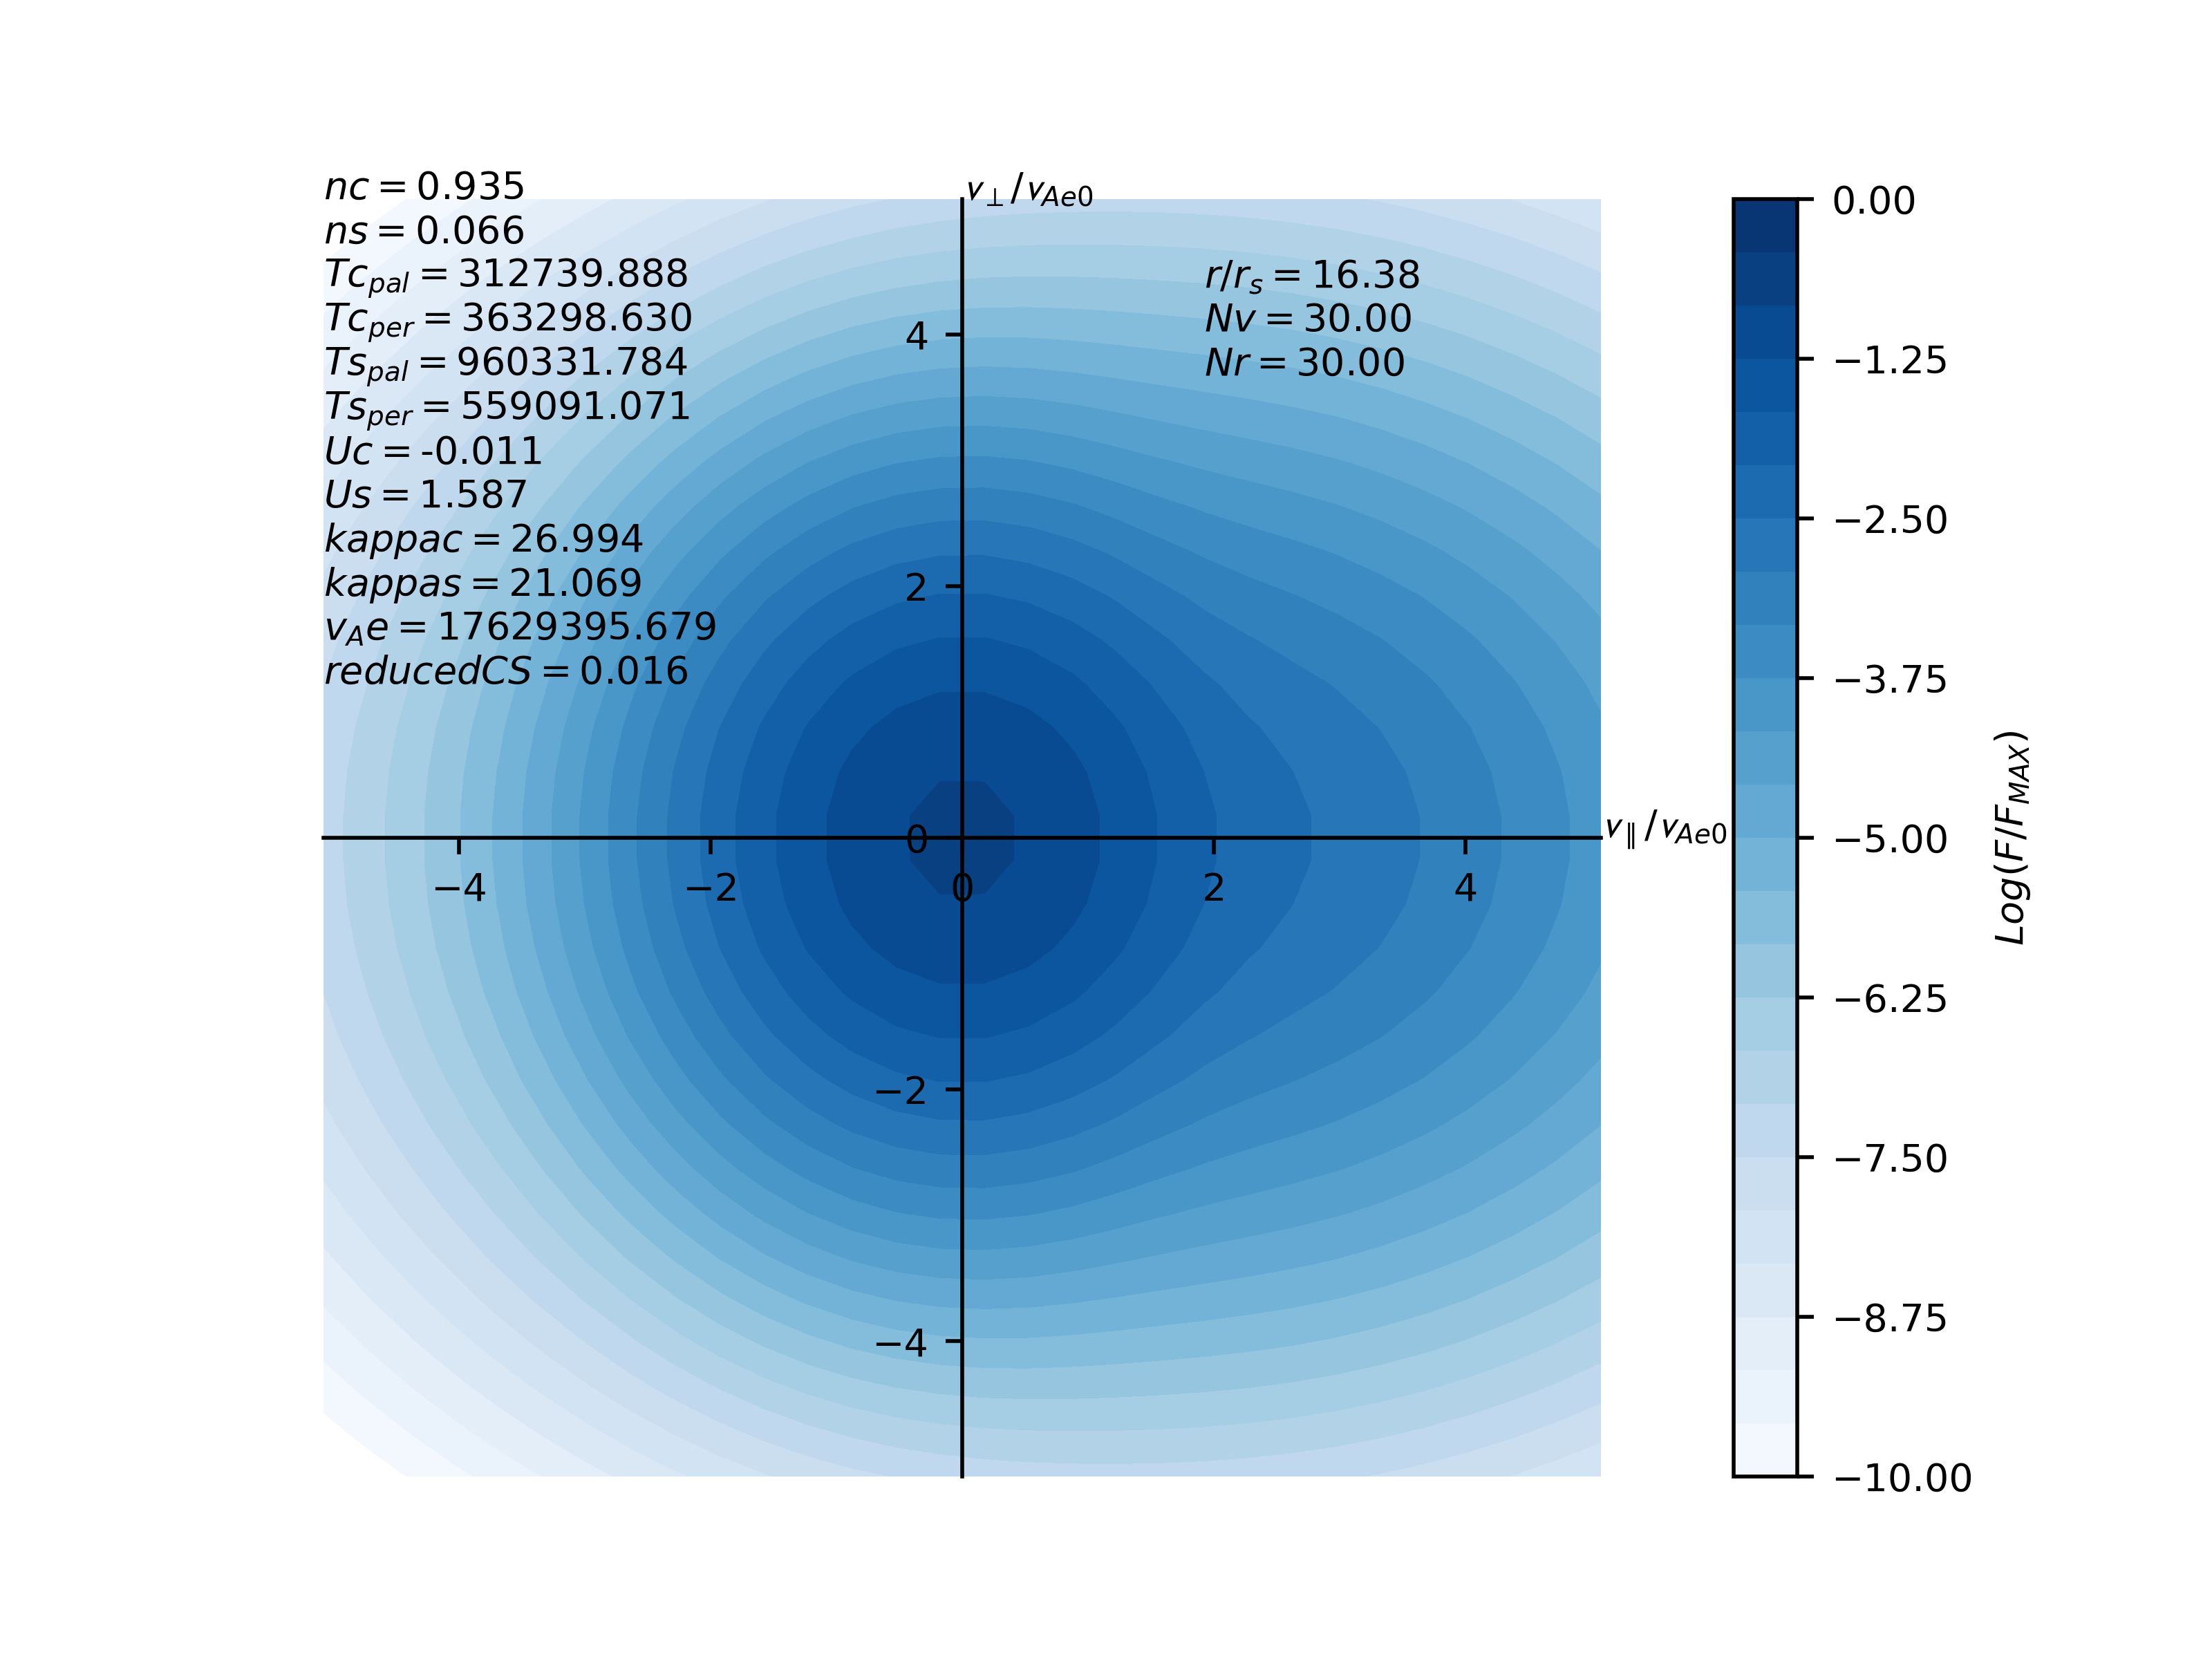 nc = 0.935
ns = 0.066
Tc_pal = 312739.888
Tc_per = 363298.630
Ts_pal = 960331.784
Ts_per = 559091.071
Uc = -0.011
Us = 1.587
kappac = 26.994
kappas = 21.069
v_Ae = 17629395.679
reducedCS = 0.016
v⊥/v_Ae0
r/r_s = 16.38
Nv = 30.00
Nr = 30.00
4
2
0
−2
−4
−4
−2
0
2
4
v∥/v_Ae0
0.00
−1.25
−2.50
−3.75
−5.00
−6.25
−7.50
−8.75
−10.00
Log(F/F_MAX)